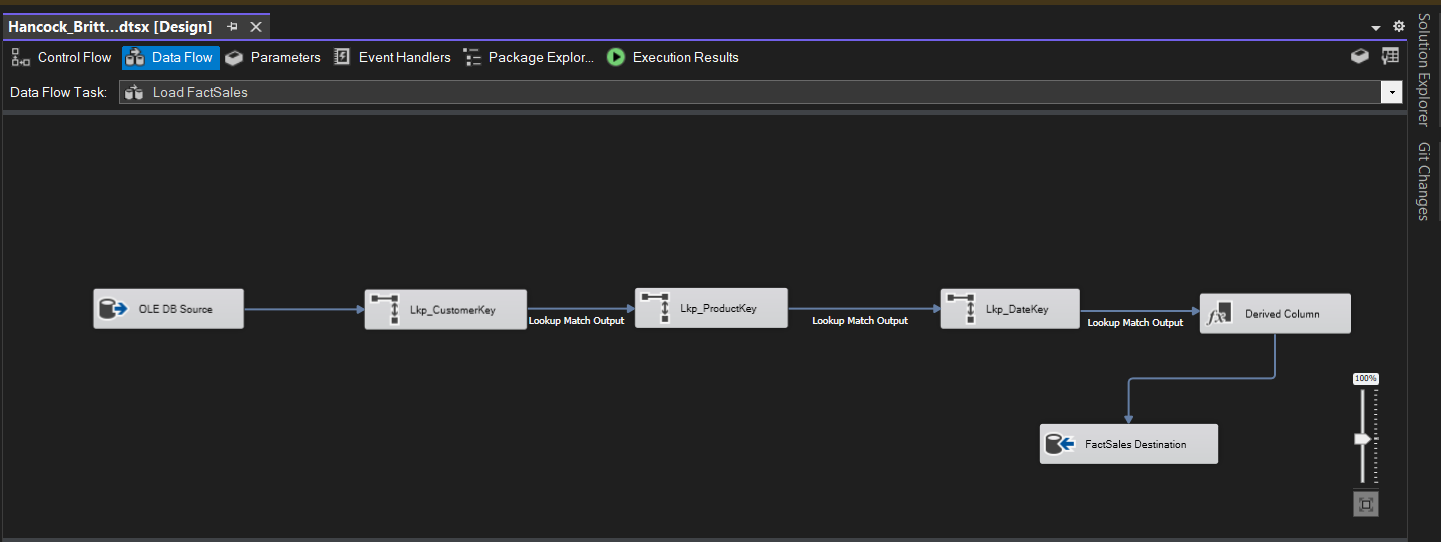 Hancock_Britt...dtsx [Design]
Control Flow
Data Flow
Parameters
Event Handlers
Package Explor...
Execution Results
Data Flow Task:
Load FactSales
Solution Explorer
Git Changes
OLE DB Source
Lkp_CustomerKey
Lookup Match Output
Lkp_ProductKey
Lookup Match Output
Lkp_DateKey
Lookup Match Output
Derived Column
FactSales Destination
100%